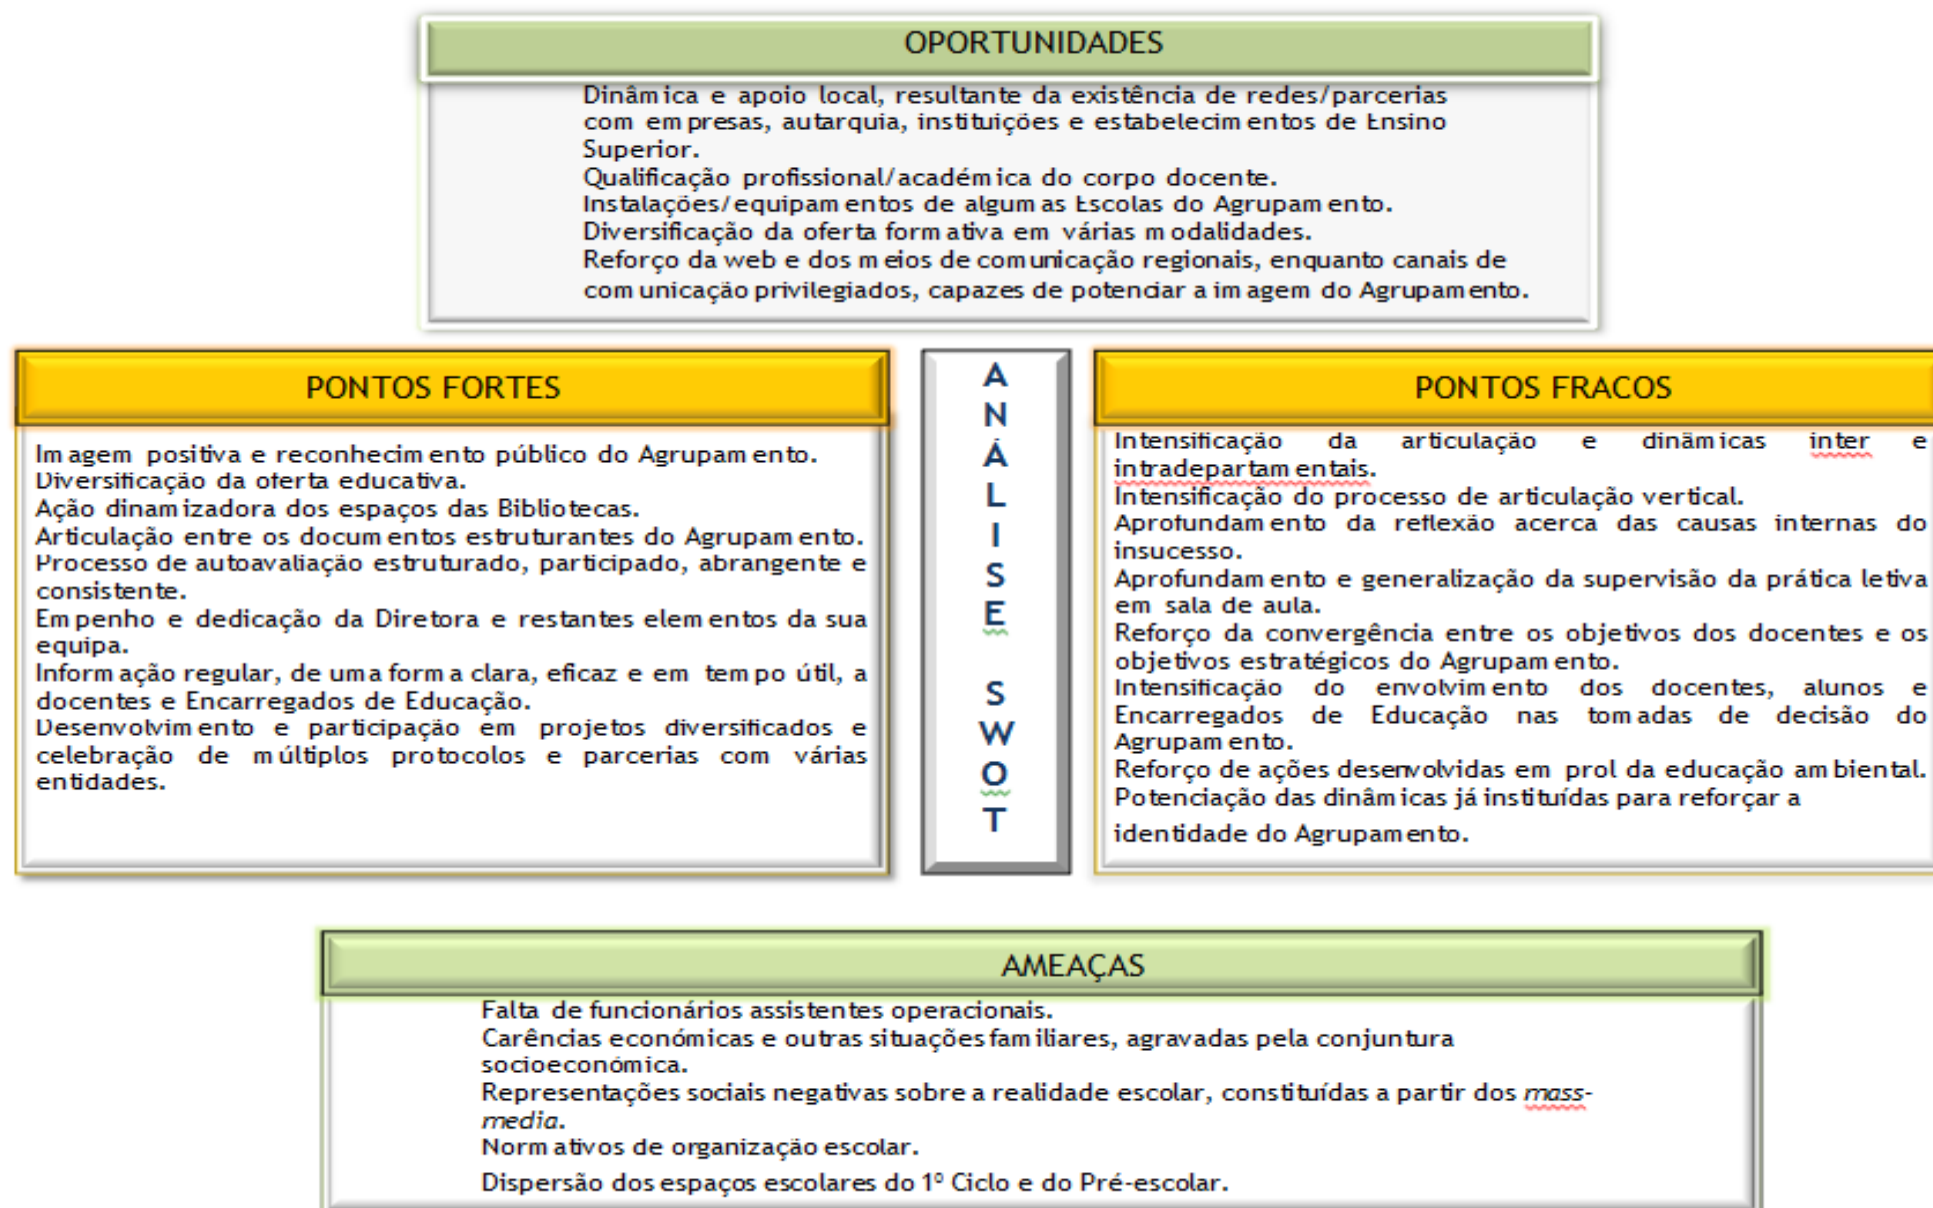 OPORTUNIDADES
Dinâmica e apoio local, resultante da existência de redes/parcerias
com empresas, autarquia, instituições e estabelecimentos de Ensino
Superior.
Qualificação profissional/académica do corpo docente.
Instalações/equipamentos de algumas Escolas do Agrupamento.
Diversificação da oferta formativa em várias modalidades.
Reforço da web e dos meios de comunicação regionais, enquanto canais de
comunicação privilegiados, capazes de potenciar a imagem do Agrupamento.
PONTOS FORTES
Imagem positiva e reconhecimento público do Agrupamento.
Diversificação da oferta educativa.
Ação dinamizadora dos espaços das Bibliotecas.
Articulação entre os documentos estruturantes do Agrupamento.
Processo de autoavaliação estruturado, participado, abrangente e
consistente.
Empenho e dedicação da Diretora e restantes elementos da sua
equipa.
Informação regular, de uma forma clara, eficaz e em tempo útil, a
docentes e Encarregados de Educação.
Desenvolvimento e participação em projetos diversificados e
celebração de múltiplos protocolos e parcerias com várias
entidades.
A
N
Á
L
I
S
E
S
W
O
T
PONTOS FRACOS
Intensificação da articulação e dinâmicas inter e
intradepartamentais.
Intensificação do processo de articulação vertical.
Aprofundamento da reflexão acerca das causas internas do
insucesso.
Aprofundamento e generalização da supervisão da prática letiva
em sala de aula.
Reforço da convergência entre os objetivos dos docentes e os
objetivos estratégicos do Agrupamento.
Intensificação do envolvimento dos docentes, alunos e
Encarregados de Educação nas tomadas de decisão do
Agrupamento.
Reforço de ações desenvolvidas em prol da educação ambiental.
Potenciação das dinâmicas já instituídas para reforçar a
identidade do Agrupamento.
AMEAÇAS
Falta de funcionários assistentes operacionais.
Carências económicas e outras situações familiares, agravadas pela conjuntura
socioeconómica.
Representações sociais negativas sobre a realidade escolar, constituídas a partir dos mass-
media.
Normativos de organização escolar.
Dispersão dos espaços escolares do 1º Ciclo e do Pré-escolar.